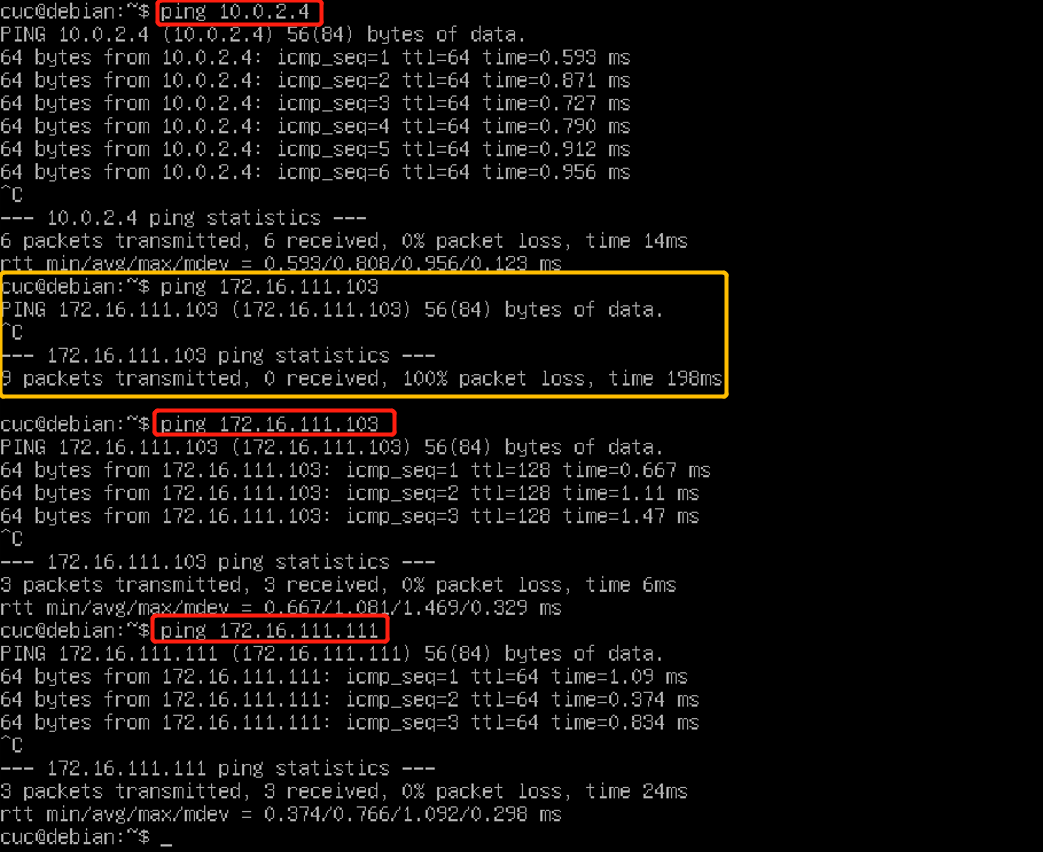 cuc@debian:~$ ping 10.0.2.4
PING 10.0.2.4 (10.0.2.4) 56(84) bytes of data.
64 bytes from 10.0.2.4: icmp_seq=1 ttl=64 time=0.593 ms
64 bytes from 10.0.2.4: icmp_seq=2 ttl=64 time=0.871 ms
64 bytes from 10.0.2.4: icmp_seq=3 ttl=64 time=0.727 ms
64 bytes from 10.0.2.4: icmp_seq=4 ttl=64 time=0.790 ms
64 bytes from 10.0.2.4: icmp_seq=5 ttl=64 time=0.912 ms
64 bytes from 10.0.2.4: icmp_seq=6 ttl=64 time=0.956 ms
^C
--- 10.0.2.4 ping statistics ---
6 packets transmitted, 6 received, 0% packet loss, time 14ms
rtt min/avg/max/mdev = 0.593/0.808/0.956/0.123 ms
cuc@debian:~$ ping 172.16.111.103
PING 172.16.111.103 (172.16.111.103) 56(84) bytes of data.
^C
--- 172.16.111.103 ping statistics ---
9 packets transmitted, 0 received, 100% packet loss, time 198ms
cuc@debian:~$ ping 172.16.111.103
PING 172.16.111.103 (172.16.111.103) 56(84) bytes of data.
64 bytes from 172.16.111.103: icmp_seq=1 ttl=128 time=0.667 ms
64 bytes from 172.16.111.103: icmp_seq=2 ttl=128 time=1.11 ms
64 bytes from 172.16.111.103: icmp_seq=3 ttl=128 time=1.47 ms
^C
--- 172.16.111.103 ping statistics ---
3 packets transmitted, 3 received, 0% packet loss, time 6ms
rtt min/avg/max/mdev = 0.667/1.081/1.469/0.329 ms
cuc@debian:~$ ping 172.16.111.111
PING 172.16.111.111 (172.16.111.111) 56(84) bytes of data.
64 bytes from 172.16.111.111: icmp_seq=1 ttl=64 time=1.09 ms
64 bytes from 172.16.111.111: icmp_seq=2 ttl=64 time=0.374 ms
64 bytes from 172.16.111.111: icmp_seq=3 ttl=64 time=0.834 ms
^C
--- 172.16.111.111 ping statistics ---
3 packets transmitted, 3 received, 0% packet loss, time 24ms
rtt min/avg/max/mdev = 0.374/0.766/1.092/0.298 ms
cuc@debian:~$ _